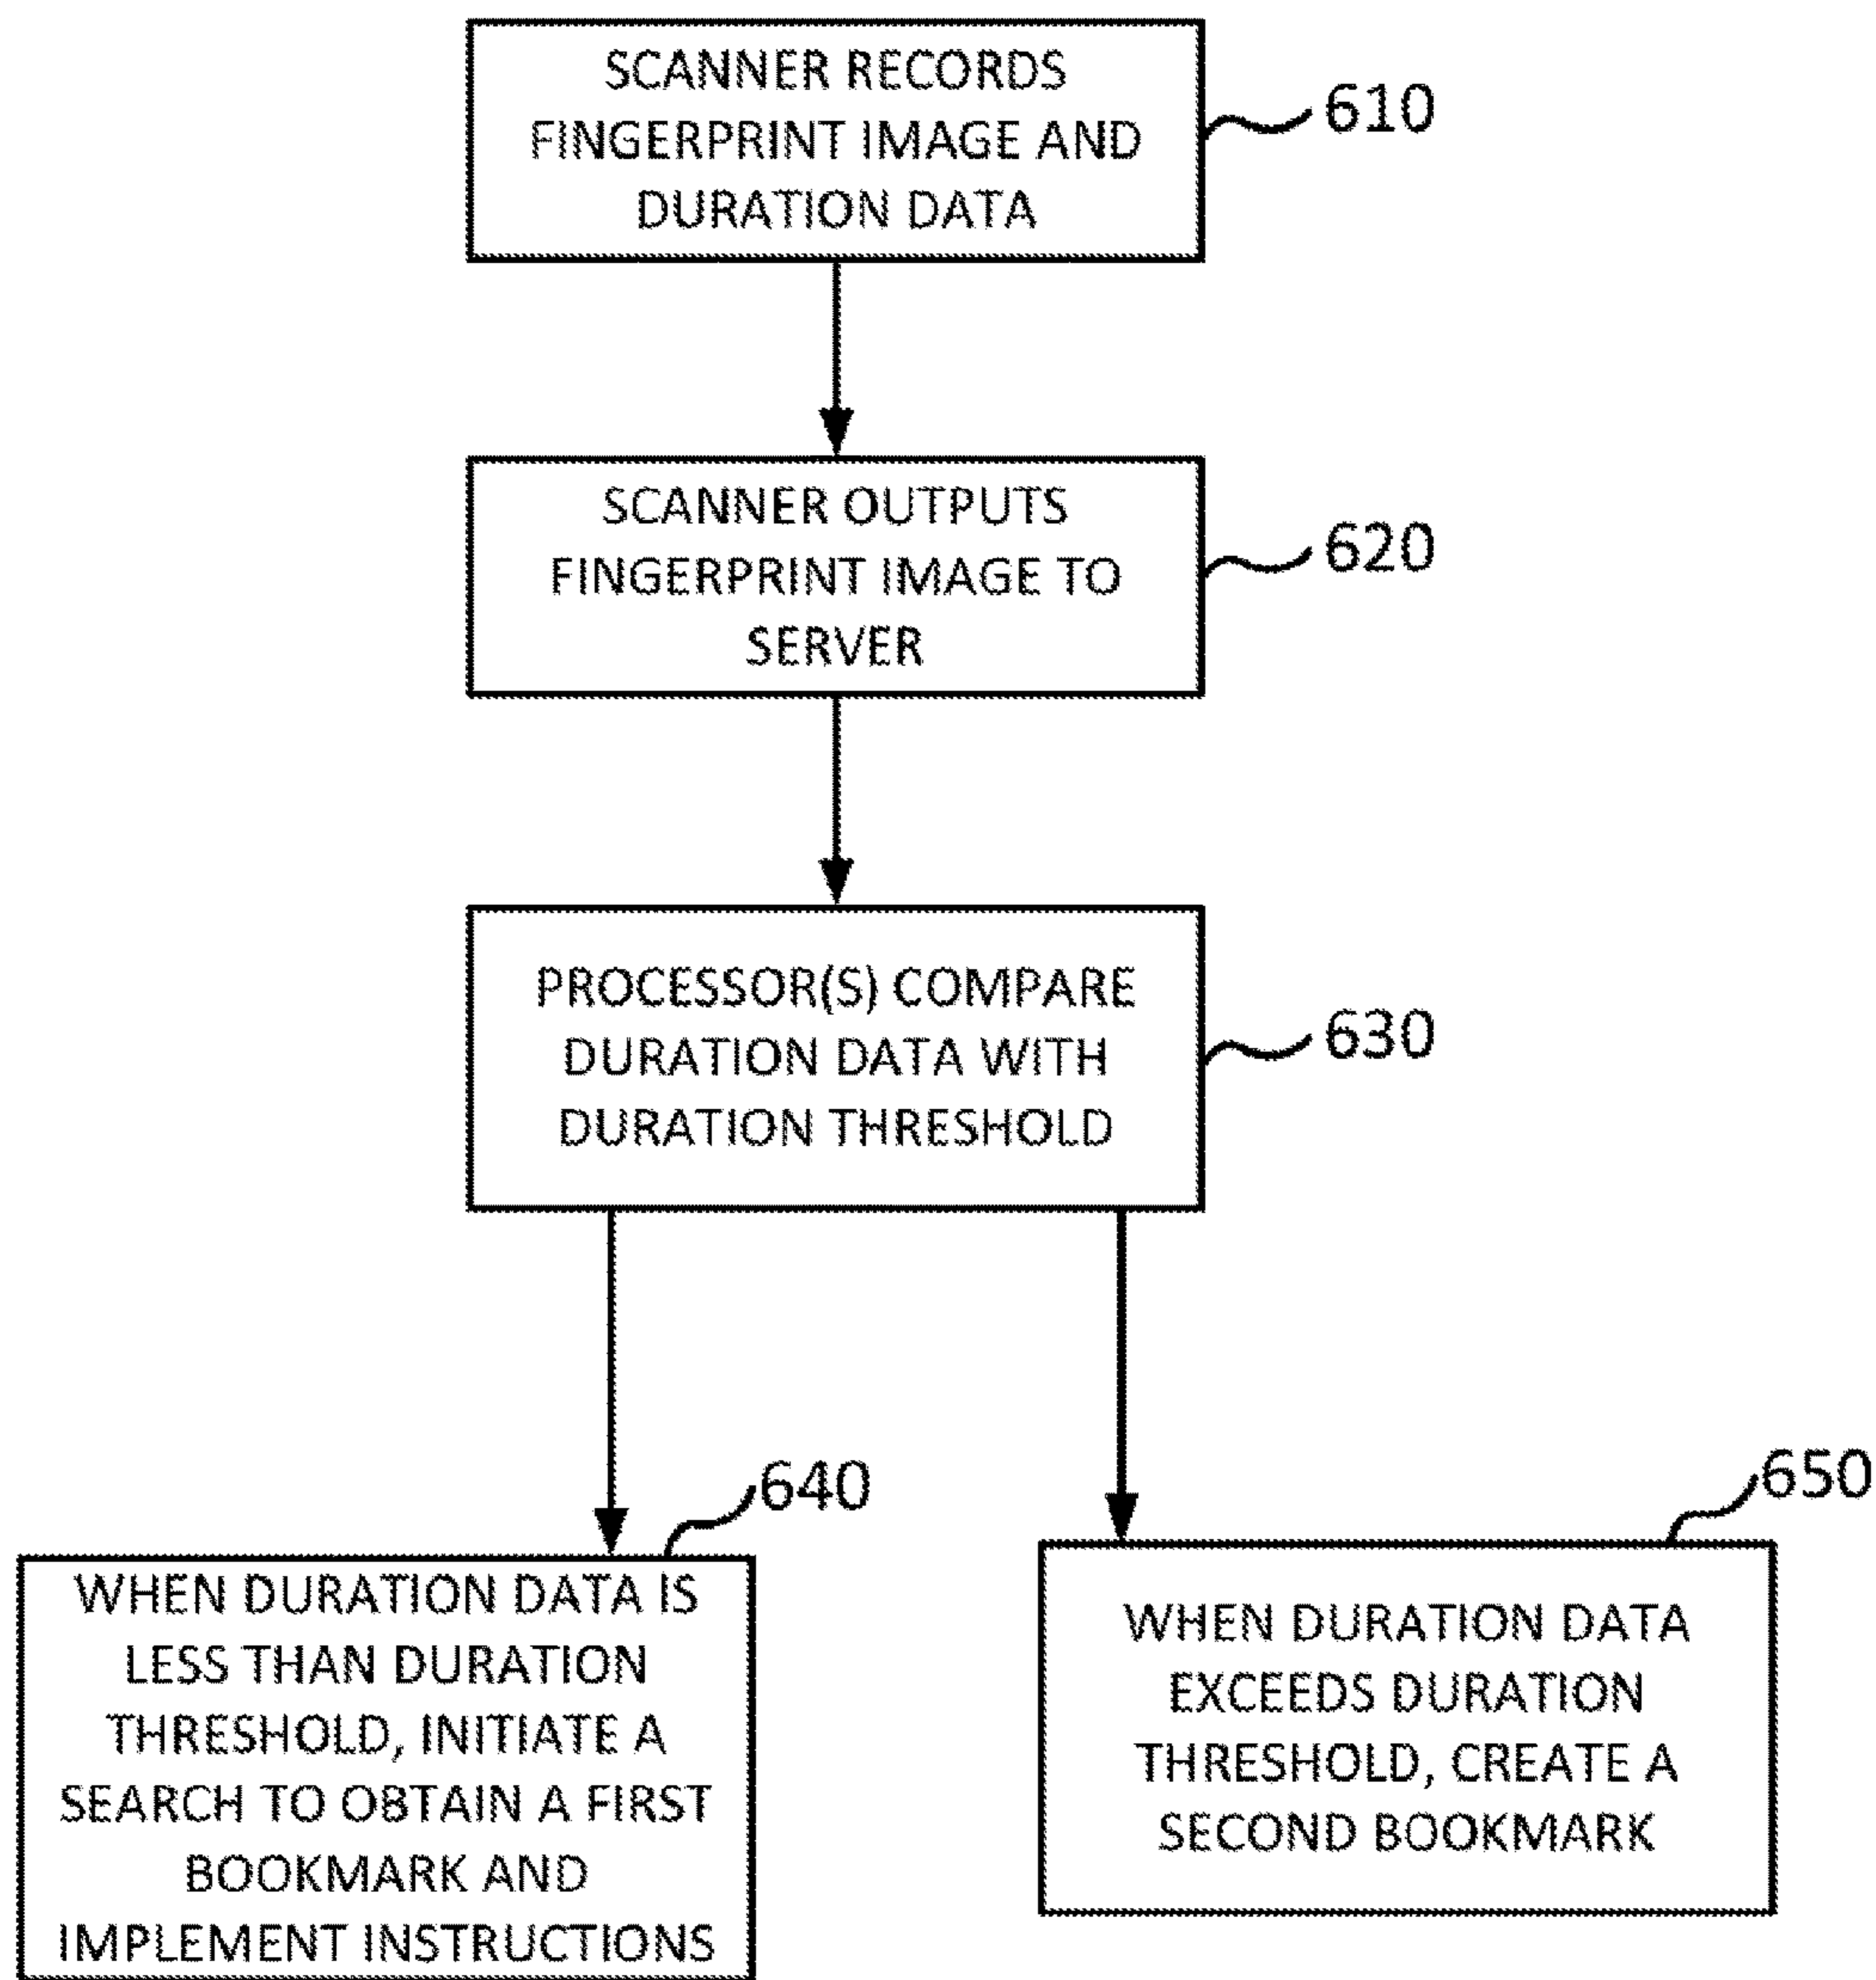 SCANNER RECORDS
FINGERPRINT IMAGE AND
DURATION DATA
610
SCANNER OUTPUTS
FINGERPRINT IMAGE TO
SERVER
620
PROCESSOR(S) COMPARE
DURATION DATA WITH
DURATION THRESHOLD
630
640
WHEN DURATION DATA IS
LESS THAN DURATION
THRESHOLD, INITIATE A
SEARCH TO OBTAIN A FIRST
BOOKMARK AND
IMPLEMENT INSTRUCTIONS
650
WHEN DURATION DATA
EXCEEDS DURATION
THRESHOLD, CREATE A
SECOND BOOKMARK